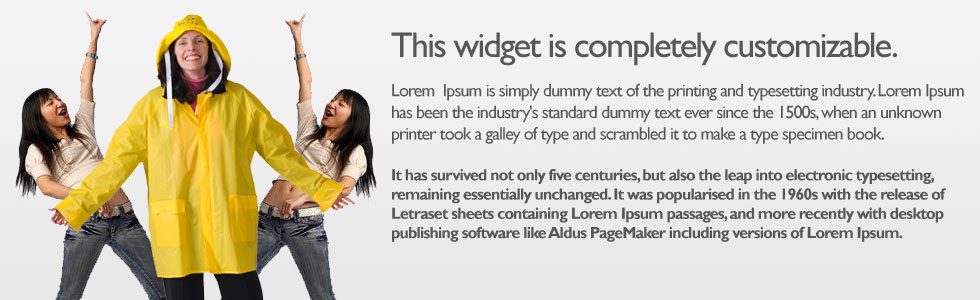 This widget is completely customizable.
Lorem Ipsum is simply dummy text of the printing and typesetting industry. Lorem Ipsum
has been the industry's standard dummy text ever since the 1500s, when an unknown
printer took a galley of type and scrambled it to make a type specimen book.
It has survived not only five centuries, but also the leap into electronic typesetting,
remaining essentially unchanged. It was popularised in the 1960s with the release of
Letraset sheets containing Lorem Ipsum passages, and more recently with desktop
publishing software like Aldus PageMaker including versions of Lorem Ipsum.